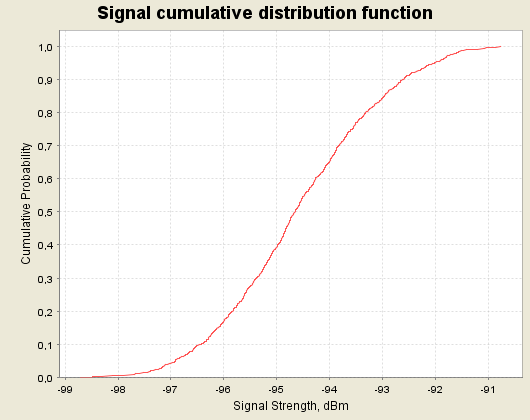 Signal cumulative distribution function
1,0
0,9
0,8
0,7
0,6
0,5
0,4
0,3
0,2
0,1
0,0
Cumulative Probability
-99 -98 -97 -96 -95 -94 -93 -92 -91
Signal Strength, dBm